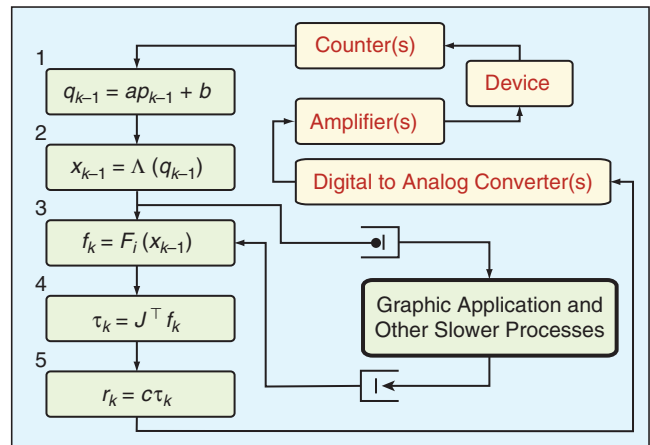 Counter(s)
1
q_{k–1} = ap_{k–1} + b
Device
Amplifier(s)
2
x_{k–1} = Λ (q_{k–1})
Digital to Analog Converter(s)
3
f_k = F_i (x_{k–1})
Graphic Application and
Other Slower Processes
4
τ_k = J^⊤ f_k
5
r_k = cτ_k